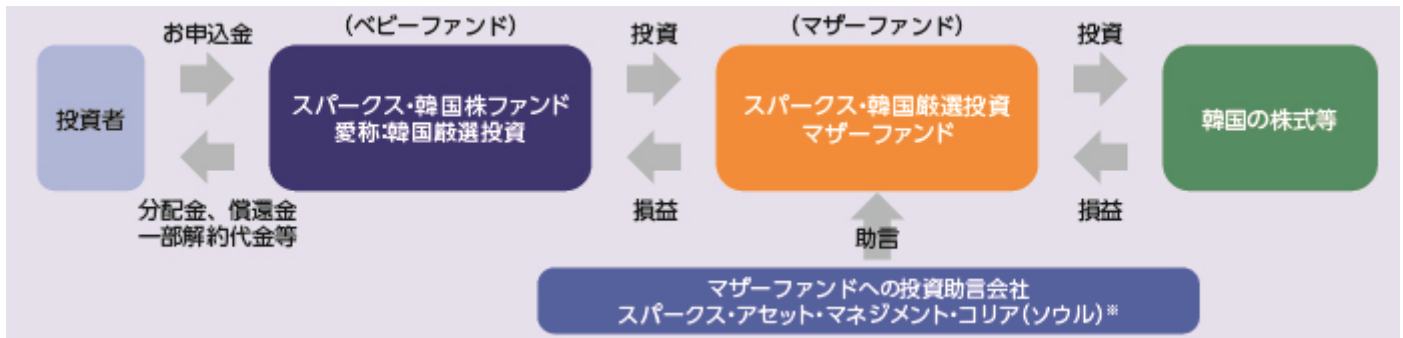 お申込金
(ベビーファンド)
投資
(マザーファンド)
投資
投資者
スパークス・韓国株ファンド
愛称:韓国厳選投資
スパークス・韓国厳選投資
マザーファンド
韓国の株式等
分配金、償還金
一部解約代金等
損益
損益
助言
マザーファンドへの投資助言会社
スパークス・アセット・マネジメント・コリア(ソウル)※